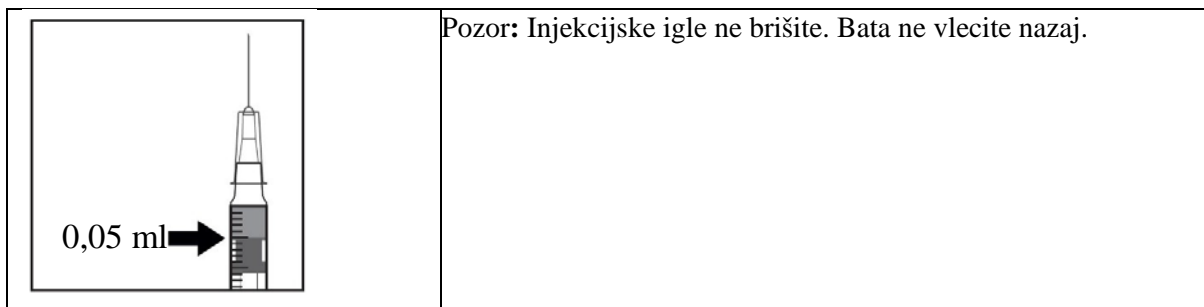 Pozor: Injekcijske igle ne brišite. Bata ne vlecite nazaj.
0,05 ml